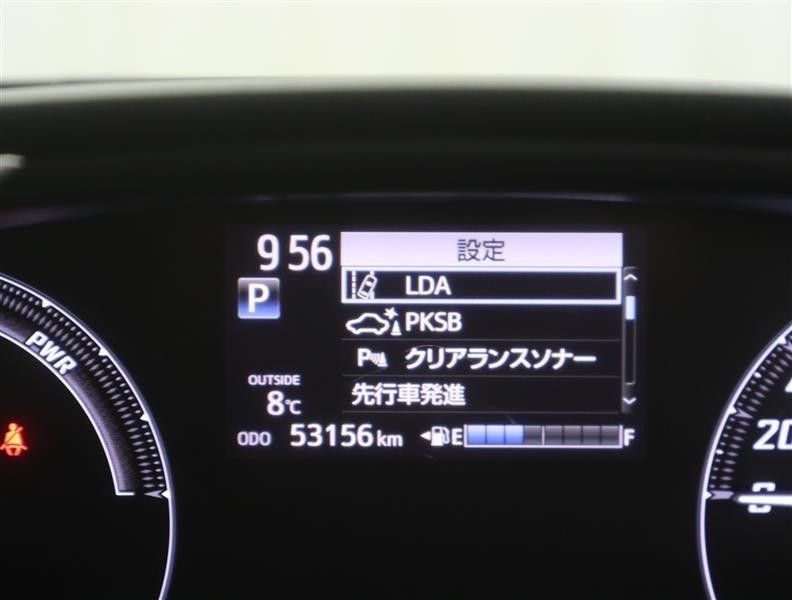 9 56
設定
P
LDA
PKSB
P クリアランスソナー
先行車発進
PWR
OUTSIDE
8℃
ODO 53156 km
E F
20
0